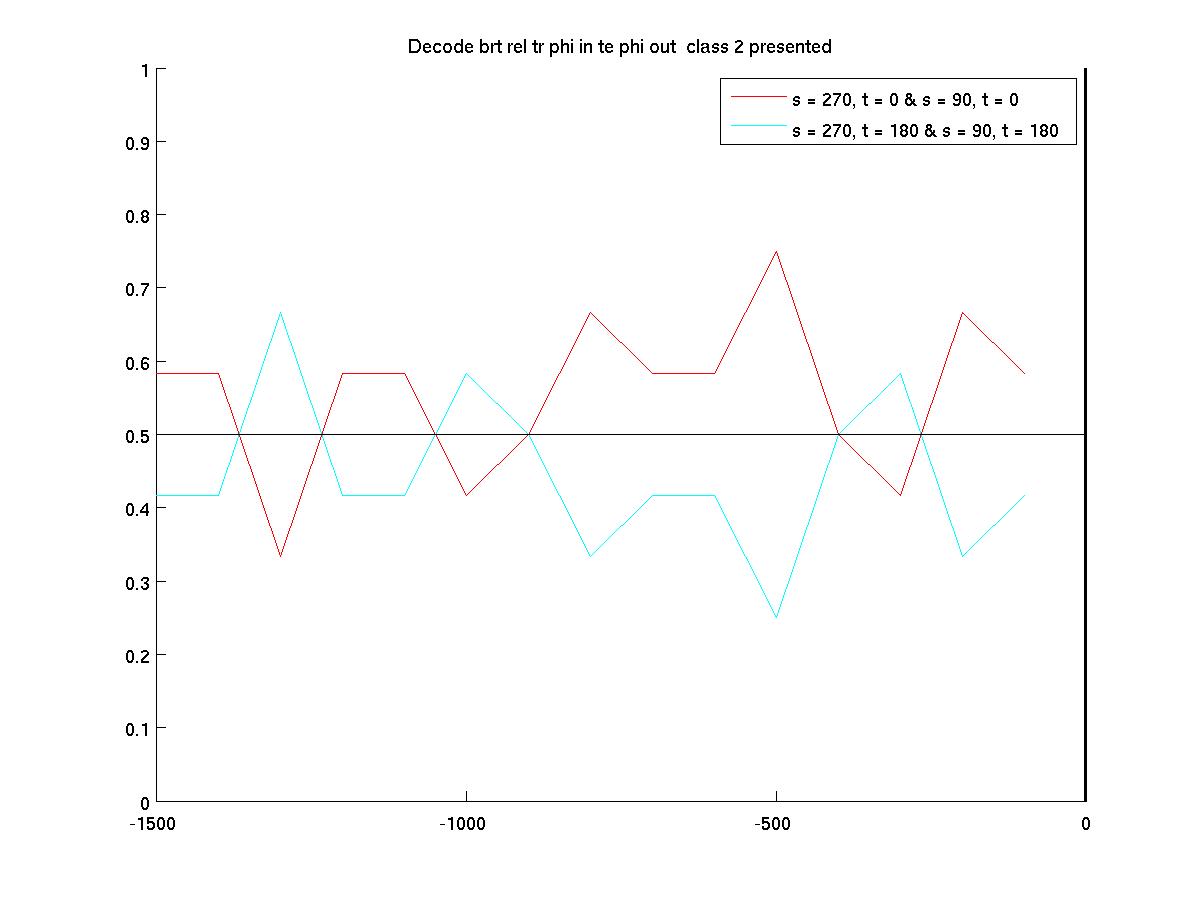 Decode brt rel tr phi in te phi out  class 2 presented
s = 270, t = 0 & s = 90, t = 0
s = 270, t = 180 & s = 90, t = 180
1
0.9
0.8
0.7
0.6
0.5
0.4
0.3
0.2
0.1
0
-1500 -1000 -500 0